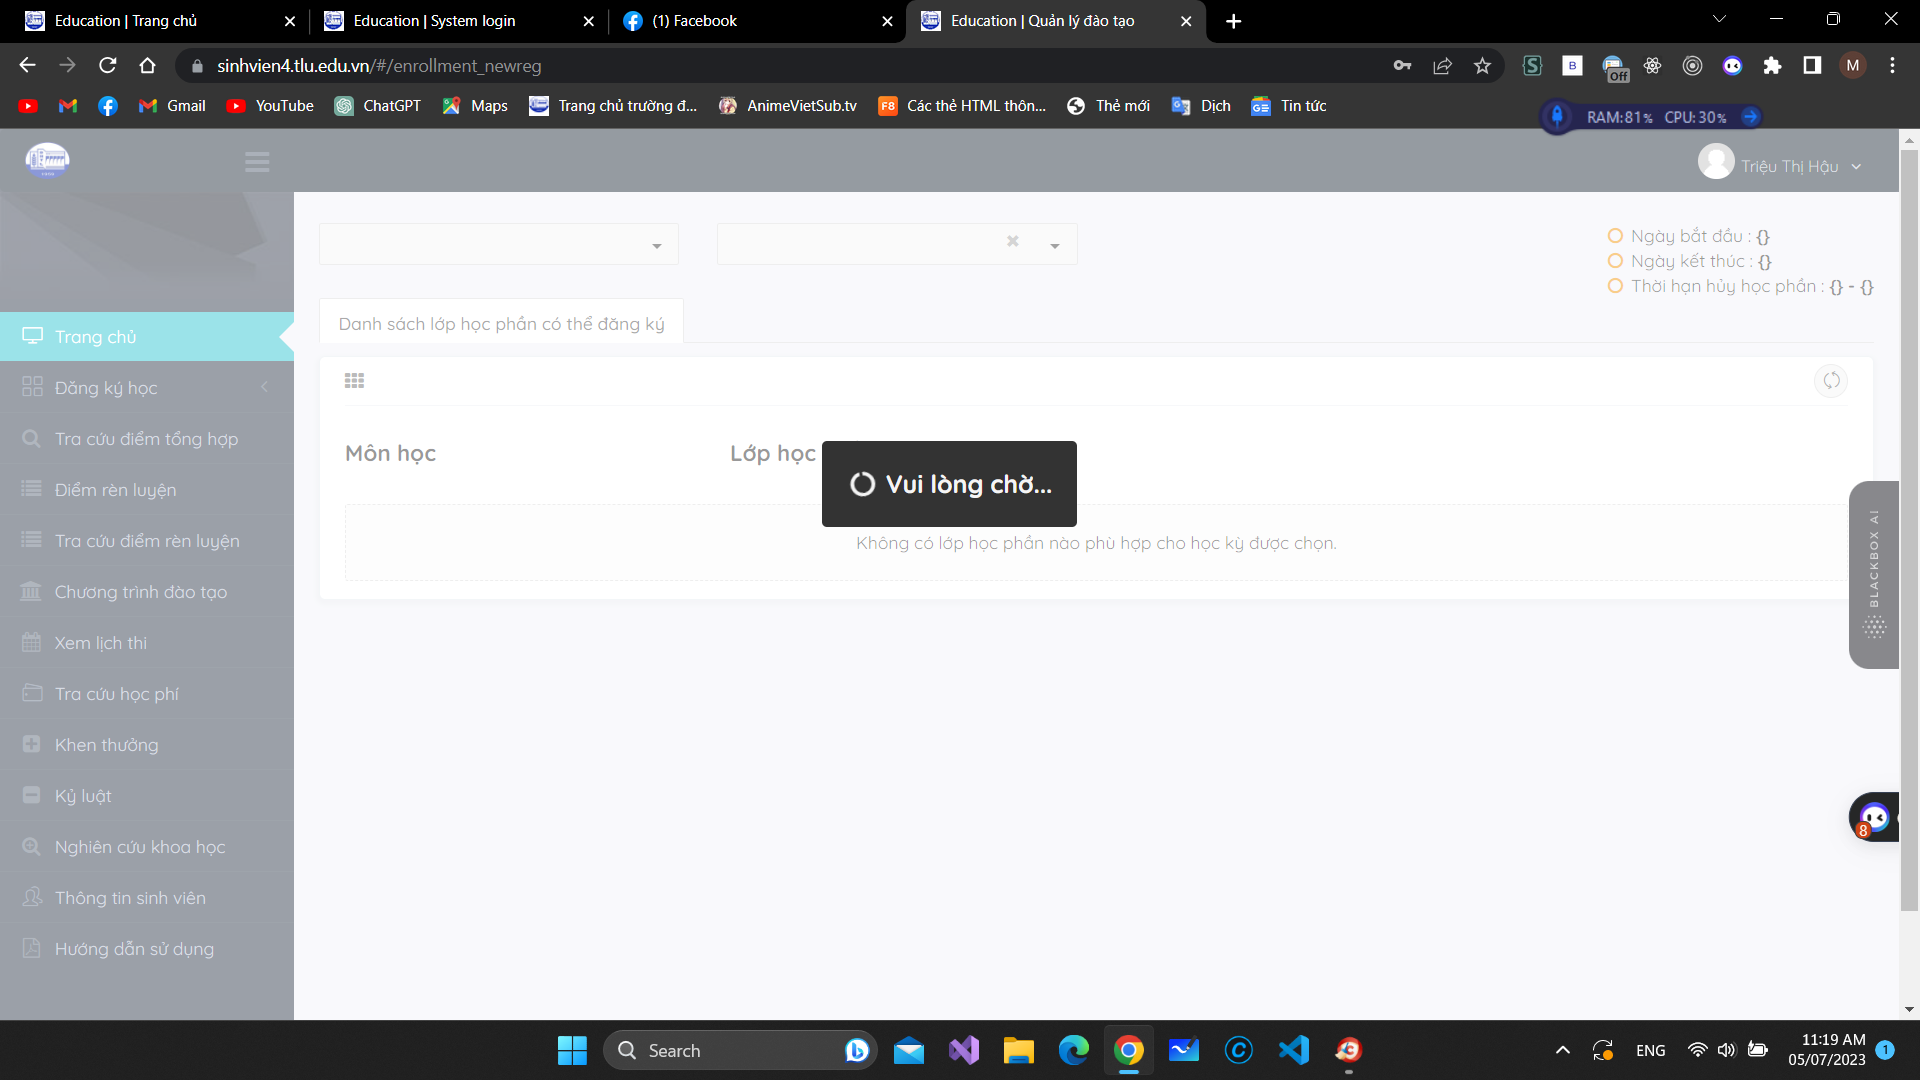 Education | Trang chủ
Education | System login
(1) Facebook
Education | Quản lý đào tạo
sinhvien4.tlu.edu.vn/#/enrollment_newreg
B
Off
M
Gmail
YouTube
ChatGPT
Maps
Trang chủ trường đ...
AnimeVietSub.tv
F8
Các thẻ HTML thôn...
Thẻ mới
Dịch
Tin tức
RAM:81% CPU:30%
Triệu Thị Hậu
Ngày bắt đầu : {}
Ngày kết thúc : {}
Thời hạn hủy học phần : {} - {}
Danh sách lớp học phần có thể đăng ký
Trang chủ
Đăng ký học
Tra cứu điểm tổng hợp
Điểm rèn luyện
Tra cứu điểm rèn luyện
Chương trình đào tạo
Xem lịch thi
Tra cứu học phí
Khen thưởng
Kỷ luật
Nghiên cứu khoa học
Thông tin sinh viên
Hướng dẫn sử dụng
Môn học
Lớp học
Vui lòng chờ...
Không có lớp học phần nào phù hợp cho học kỳ được chọn.
BLACKBOX AI
8
Search
ENG
11:19 AM
05/07/2023
1